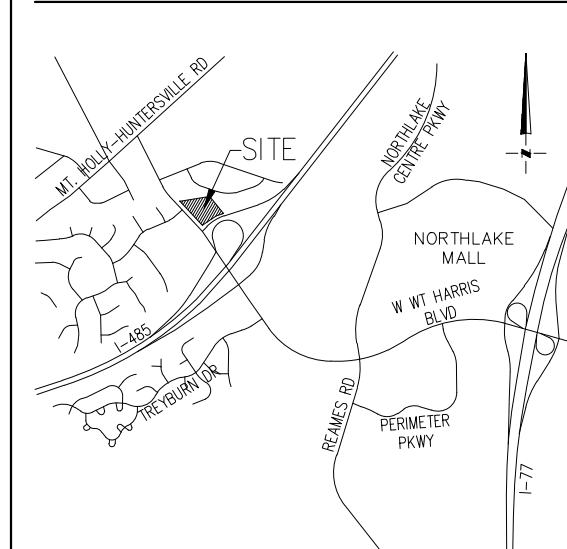 MT. HOLLY-HUNTERSVILLE RD
SITE
NORTHLAKE
CENTRE PKWY
N
NORTHLAKE
MALL
W WT HARRIS
BLVD
I-485
TREYBURN DR
REAMES RD
PERIMETER
PKWY
I-77